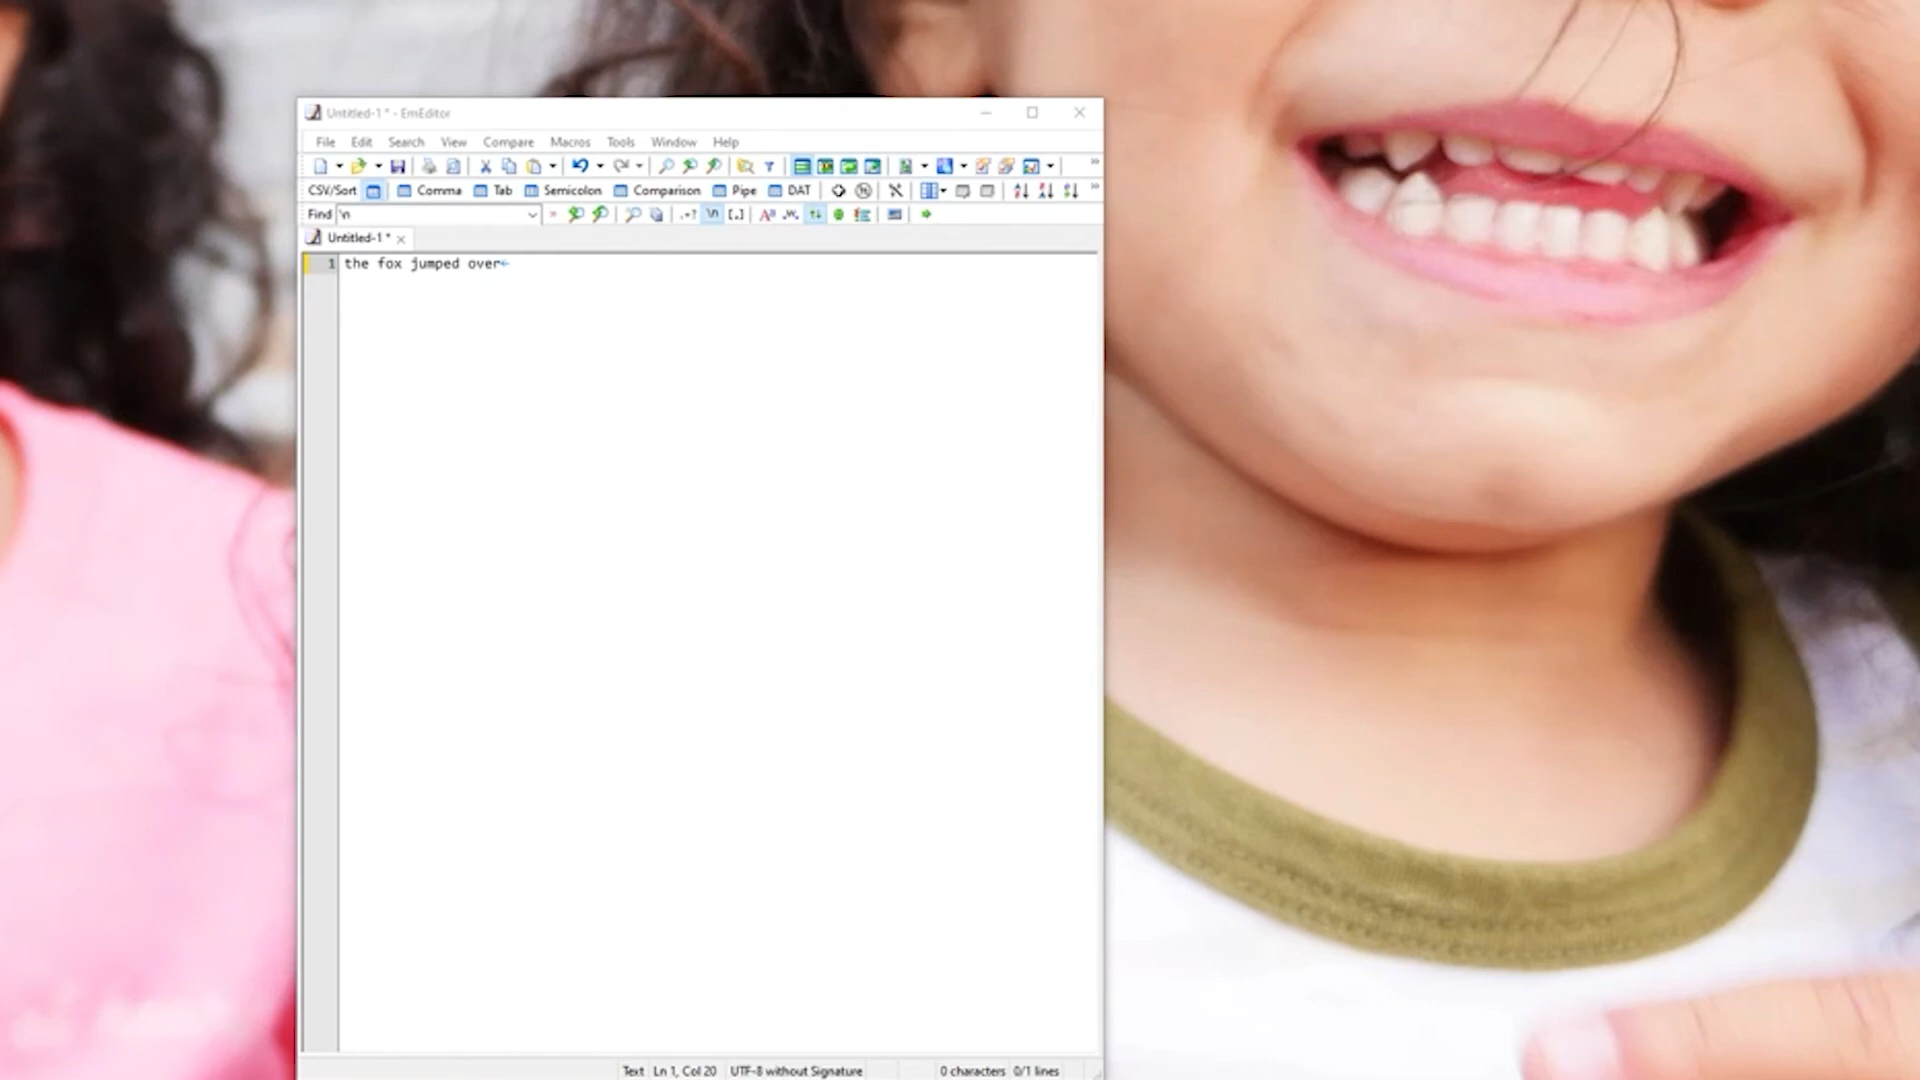 Untitled-1 * - EmEditor
File Edit Search View Compare Macros Tools Window Help
CSV/Sort Comma Tab Semicolon Comparison Pipe DAT
Find \n
Untitled-1 *
1 the fox jumped over
Text Ln 1, Col 20 UTF-8 without Signature 0 characters 0/1 lines